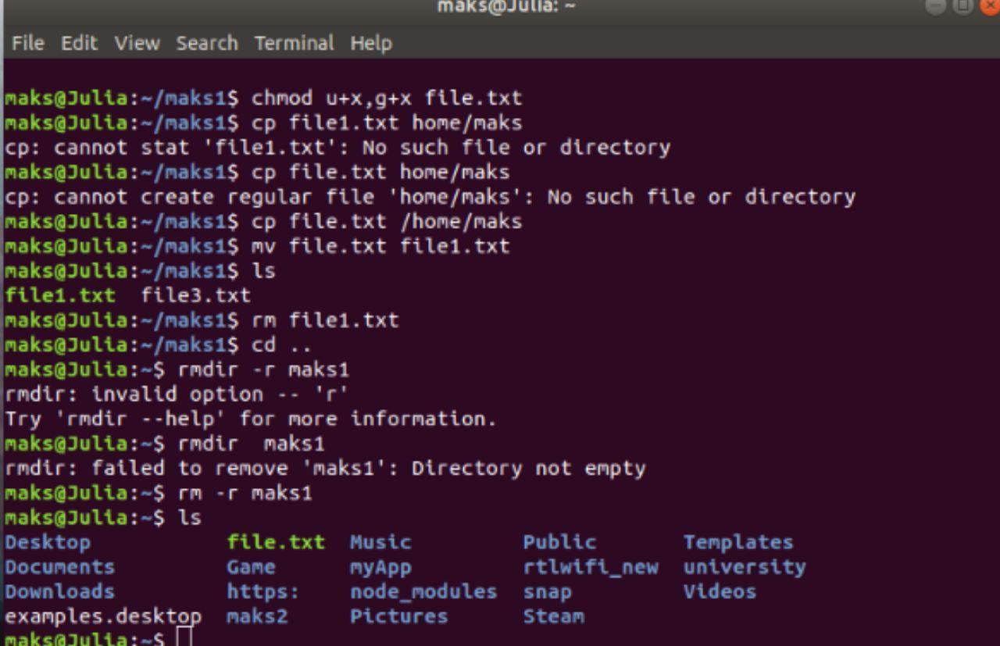 maks@Julia: ~
File Edit View Search Terminal Help
maks@Julia:~/maks1$ chmod u+x,g+x file.txt
maks@Julia:~/maks1$ cp file1.txt home/maks
cp: cannot stat 'file1.txt': No such file or directory
maks@Julia:~/maks1$ cp file.txt home/maks
cp: cannot create regular file 'home/maks': No such file or directory
maks@Julia:~/maks1$ cp file.txt /home/maks
maks@Julia:~/maks1$ mv file.txt file1.txt
maks@Julia:~/maks1$ ls
file1.txt  file3.txt
maks@Julia:~/maks1$ rm file1.txt
maks@Julia:~/maks1$ cd ..
maks@Julia:~$ rmdir -r maks1
rmdir: invalid option -- 'r'
Try 'rmdir --help' for more information.
maks@Julia:~$ rmdir  maks1
rmdir: failed to remove 'maks1': Directory not empty
maks@Julia:~$ rm -r maks1
maks@Julia:~$ ls
Desktop           file.txt  Music         Public        Templates
Documents         Game      myApp         rtlwifi_new   university
Downloads         https:    node_modules  snap          Videos
examples.desktop  maks2     Pictures      Steam
maks@Julia:~$